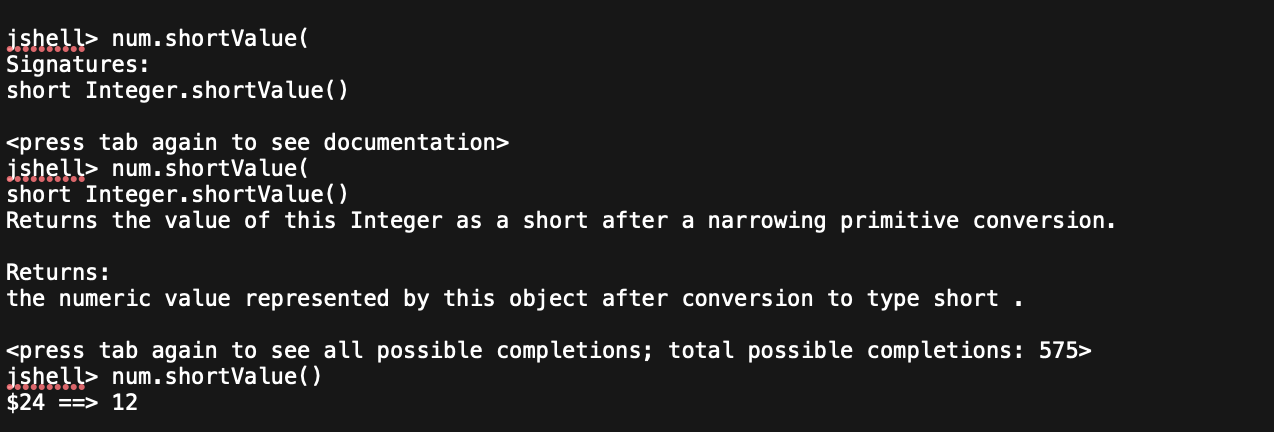 jshell> num.shortValue(
Signatures:
short Integer.shortValue()
<press tab again to see documentation>
jshell> num.shortValue(
short Integer.shortValue()
Returns the value of this Integer as a short after a narrowing primitive conversion.
Returns:
the numeric value represented by this object after conversion to type short .
<press tab again to see all possible completions; total possible completions: 575>
jshell> num.shortValue()
$24 ==> 12